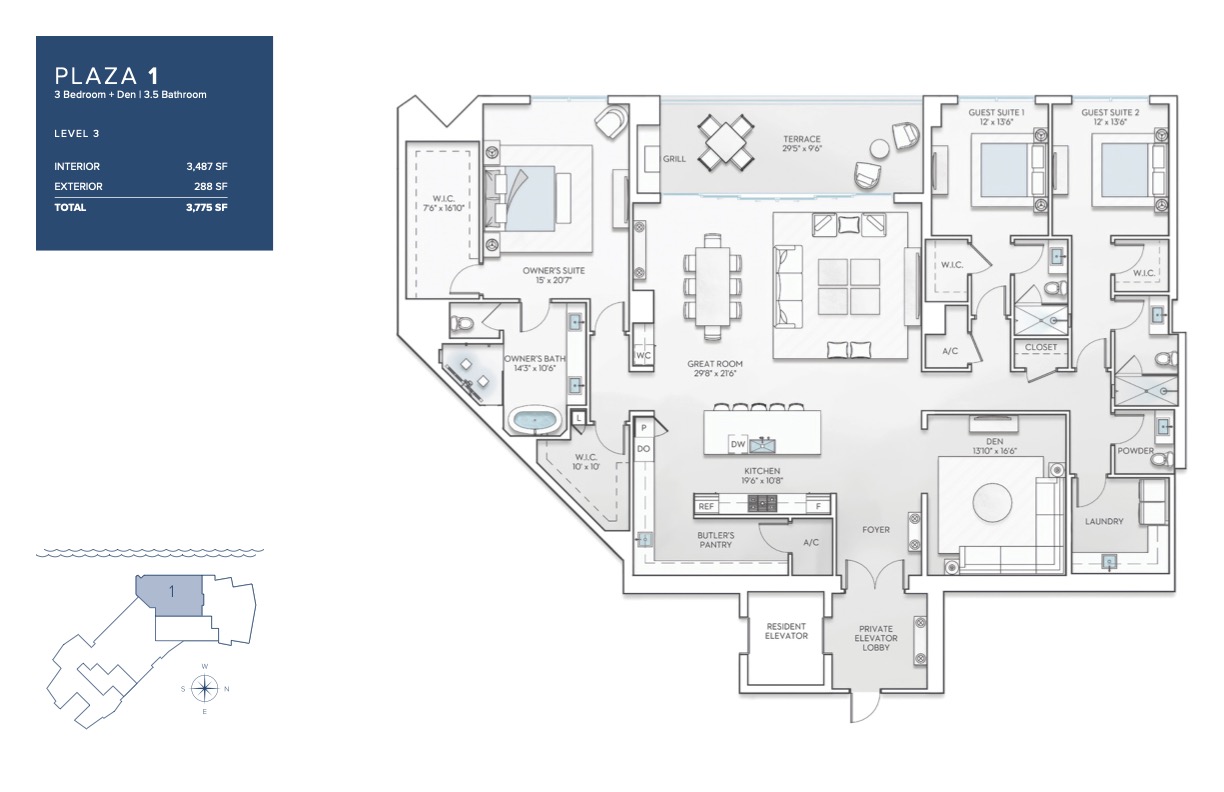 PLAZA 1
3 Bedroom + Den | 3.5 Bathroom
LEVEL 3
INTERIOR 3,487 SF
EXTERIOR 288 SF
TOTAL 3,775 SF
W.I.C.
7'6" x 16'10"
OWNER'S SUITE
15' x 20'7"
GRILL
TERRACE
29'5" x 9'6"
GUEST SUITE 1
12' x 13'6"
GUEST SUITE 2
12' x 13'6"
W.I.C.
W.I.C.
OWNER'S BATH
14'3" x 10'6"
WC
GREAT ROOM
29'8" x 21'6"
A/C
CLOSET
L
W.I.C.
10' x 10'
P
DO
DW
KITCHEN
19'6" x 10'8"
REF
F
DEN
13'10" x 16'6"
POWDER
BUTLER'S
PANTRY
A/C
FOYER
LAUNDRY
RESIDENT
ELEVATOR
PRIVATE
ELEVATOR
LOBBY
1
W
S
N
E